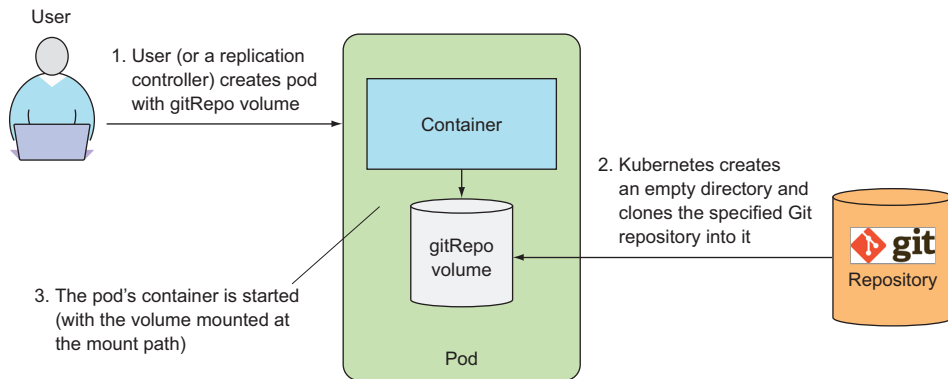 User
1. User (or a replication
controller) creates pod
with gitRepo volume
Container
2. Kubernetes creates
an empty directory and
clones the specified Git
repository into it
gitRepo
volume
git
Repository
3. The pod's container is started
(with the volume mounted at
the mount path)
Pod